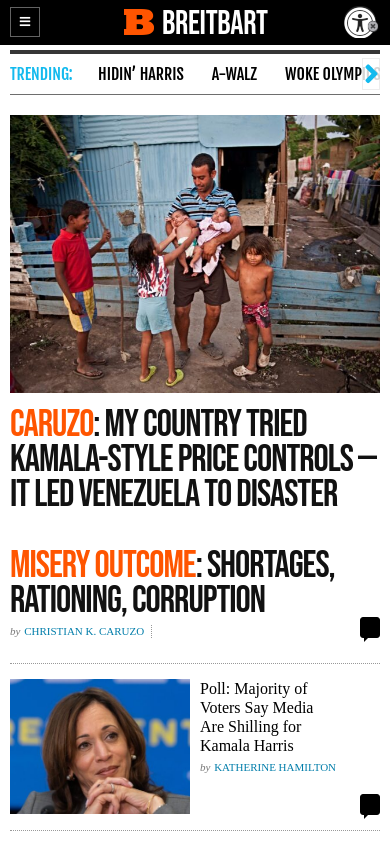 BREITBART
TRENDING: HIDIN' HARRIS A-WALZ WOKE OLYMP
CARUZO: MY COUNTRY TRIED
KAMALA-STYLE PRICE CONTROLS —
IT LED VENEZUELA TO DISASTER
MISERY OUTCOME: SHORTAGES,
RATIONING, CORRUPTION
by CHRISTIAN K. CARUZO
Poll: Majority of
Voters Say Media
Are Shilling for
Kamala Harris
by KATHERINE HAMILTON